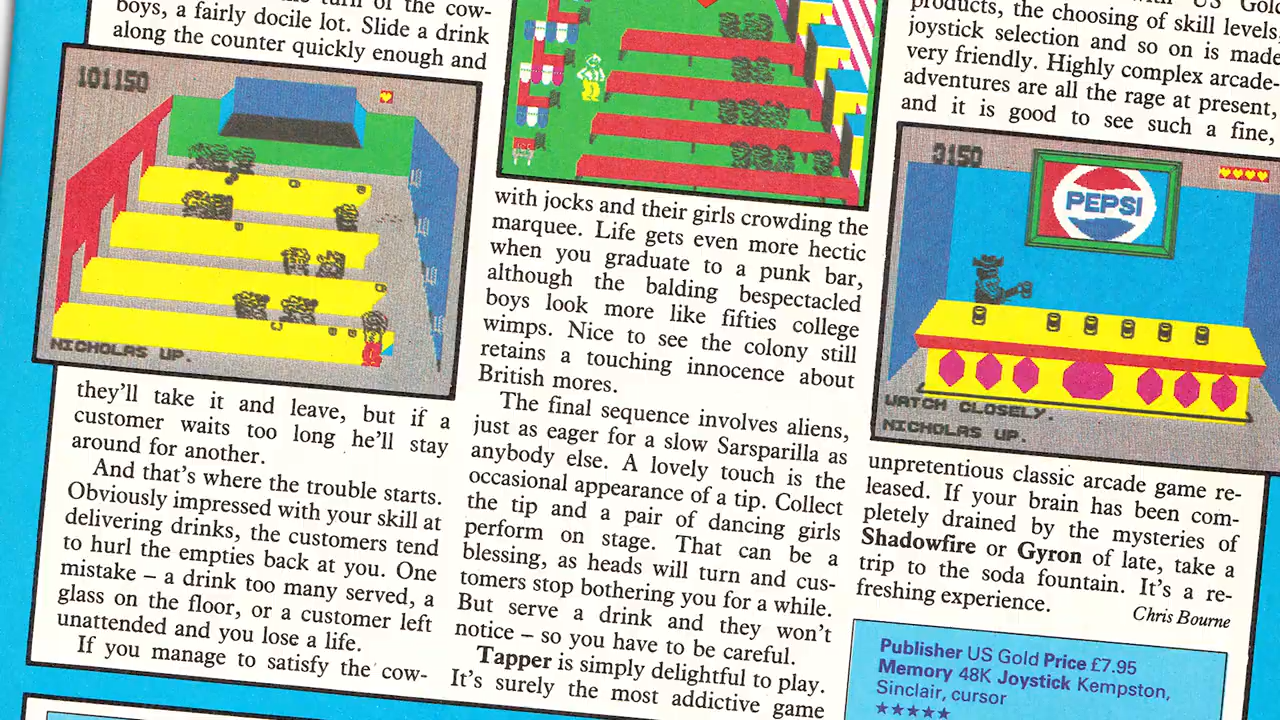 boys, a fairly docile lot. Slide a drink
along the counter quickly enough and
101150
NICHOLAS UP.
they'll take it and leave, but if a
customer waits too long he'll stay
around for another.
And that's where the trouble starts.
Obviously impressed with your skill at
delivering drinks, the customers tend
to hurl the empties back at you. One
mistake – a drink too many served, a
glass on the floor, or a customer left
unattended and you lose a life.
If you manage to satisfy the cow-
with jocks and their girls crowding the
marquee. Life gets even more hectic
when you graduate to a punk bar,
although the balding bespectacled
boys look more like fifties college
wimps. Nice to see the colony still
retains a touching innocence about
British mores.
The final sequence involves aliens,
just as eager for a slow Sarsparilla as
anybody else. A lovely touch is the
occasional appearance of a tip. Collect
the tip and a pair of dancing girls
perform on stage. That can be a
blessing, as heads will turn and cus-
tomers stop bothering you for a while.
But serve a drink and they won't
notice – so you have to be careful.
Tapper is simply delightful to play.
It's surely the most addictive game
products, the choosing of skill levels,
joystick selection and so on is made
very friendly. Highly complex arcade-
adventures are all the rage at present,
and it is good to see such a fine,
3150
PEPSI
WATCH CLOSELY.
NICHOLAS UP.
unpretentious classic arcade game re-
leased. If your brain has been com-
pletely drained by the mysteries of
Shadowfire or Gyron of late, take a
trip to the soda fountain. It's a re-
freshing experience.
Chris Bourne
Publisher US Gold Price £7.95
Memory 48K Joystick Kempston,
Sinclair, cursor
★★★★★